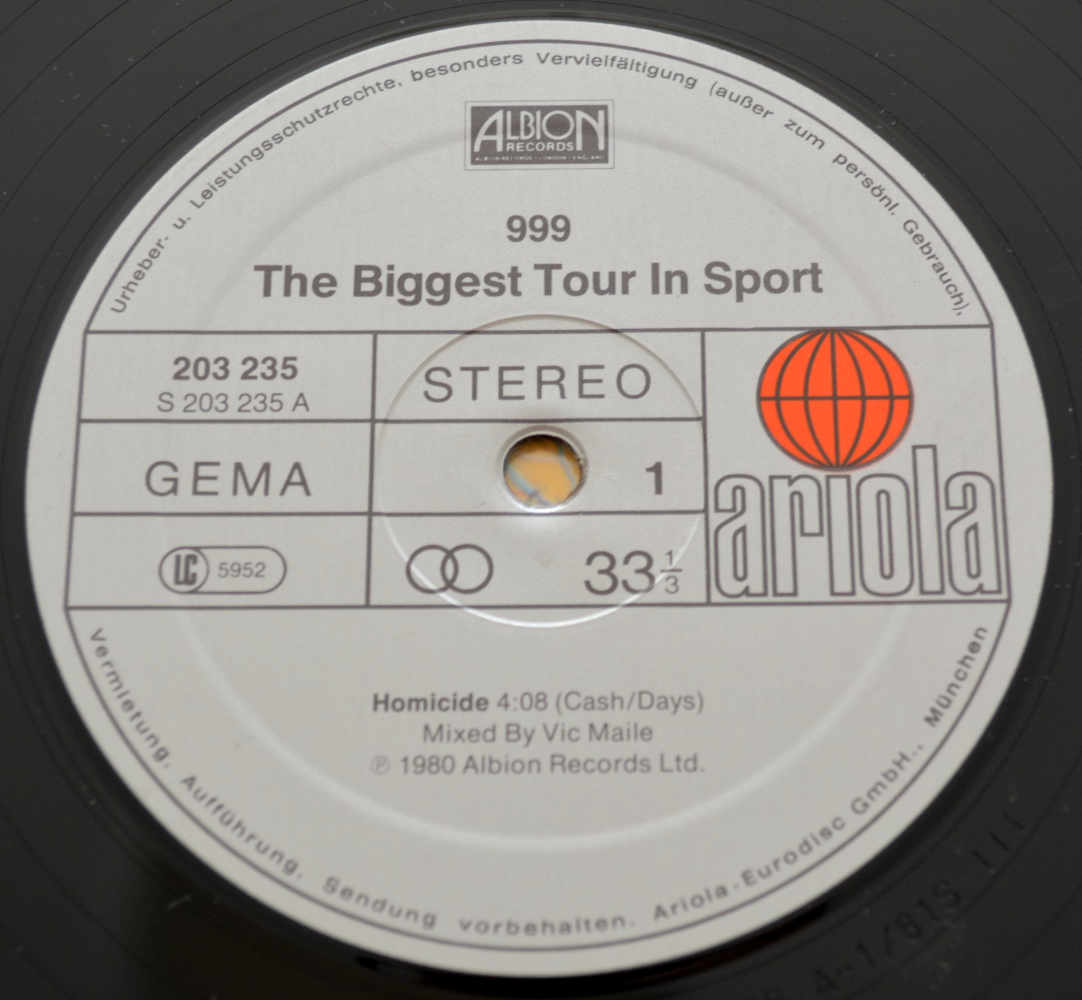 Urheber- u. Leistungsschutzrechte, besonders Vervielfältigung (außer zum persönl. Gebrauch),
ALBION
RECORDS
999
The Biggest Tour In Sport
203 235
S 203 235 A
STEREO
GEMA
1
LC 5952
33 1/3
ariola
Homicide 4:08 (Cash/Days)
Mixed By Vic Maile
℗ 1980 Albion Records Ltd.
Vermietung, Aufführung, Sendung vorbehalten. Ariola-Eurodisc GmbH., München